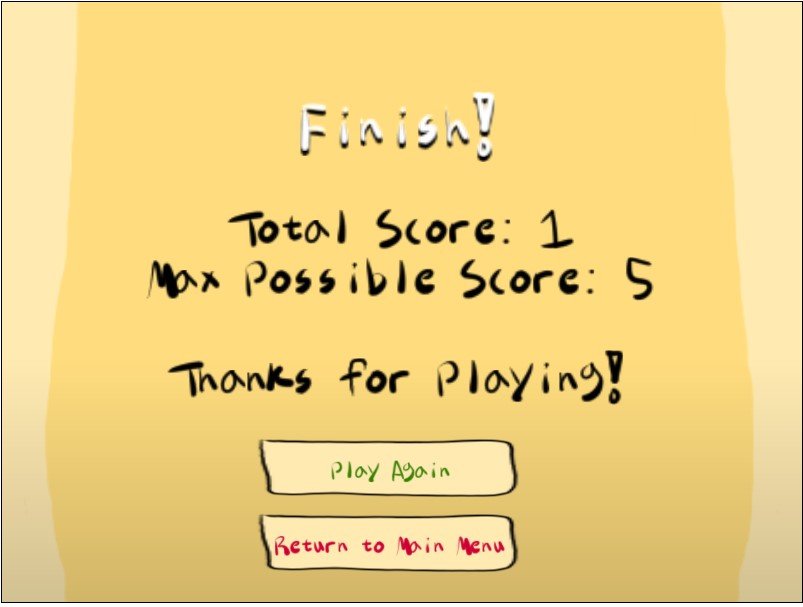 Finish!
Total Score: 1
Max Possible Score: 5
Thanks for Playing!
Play Again
Return to Main Menu